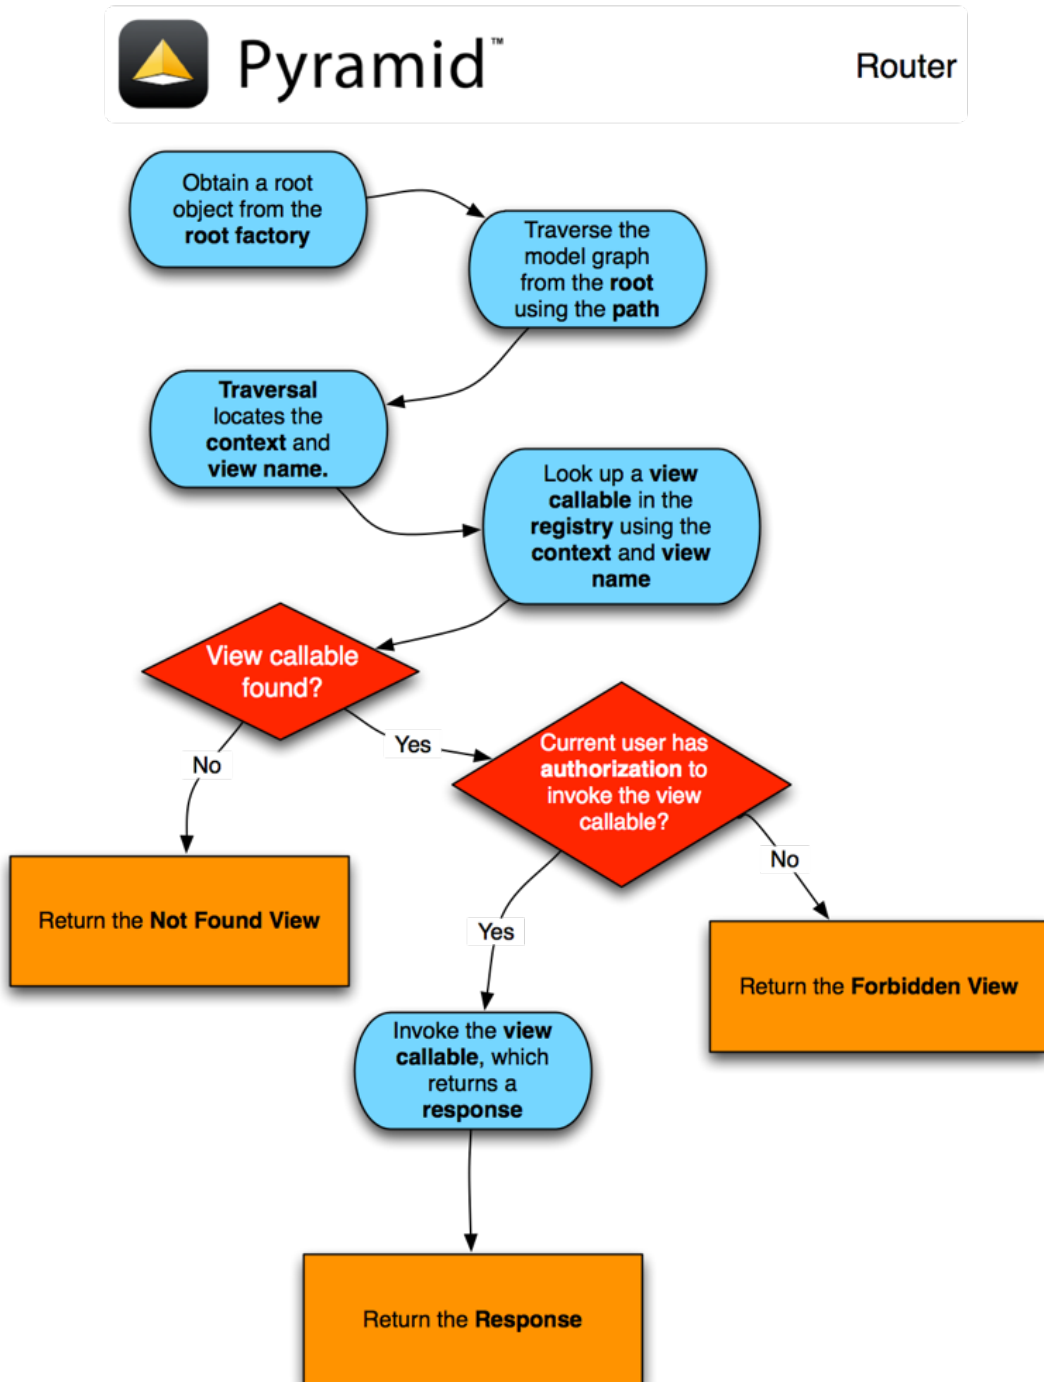 Pyramid™
Router
Obtain a root
object from the
root factory
Traverse the
model graph
from the root
using the path
Traversal
locates the
context and
view name.
Look up a view
callable in the
registry using the
context and view
name
View callable
found?
Yes
No
Current user has
authorization to
invoke the view
callable?
No
Yes
Return the Not Found View
Return the Forbidden View
Invoke the view
callable, which
returns a
response
Return the Response